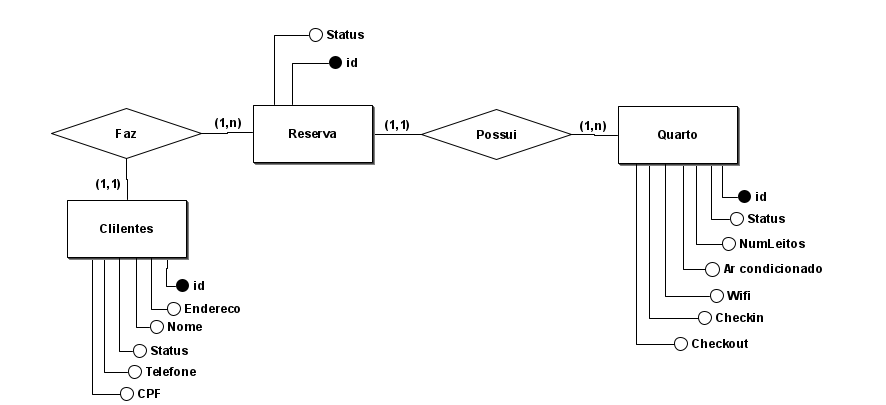 Status
id
(1,n)
(1,1)
(1,n)
Faz
Reserva
Possui
Quarto
(1,1)
Clilentes
id
Endereco
Nome
Status
Telefone
CPF
id
Status
NumLeitos
Ar condicionado
Wifi
Checkin
Checkout